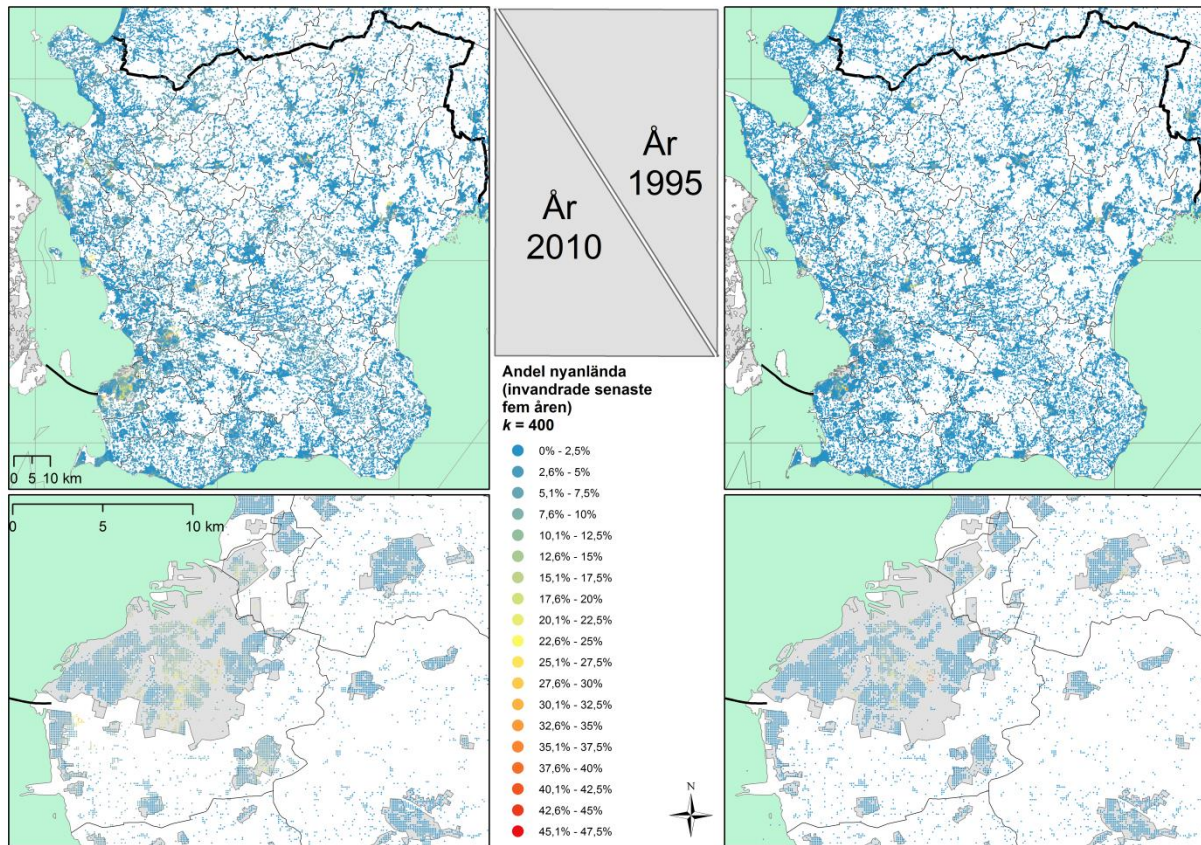 År
1995
År
2010
0 5 10 km
Andel nyanlända
(invandrade senaste
fem åren)
k = 400
0% - 2,5%
2,6% - 5%
5,1% - 7,5%
7,6% - 10%
10,1% - 12,5%
12,6% - 15%
15,1% - 17,5%
17,6% - 20%
20,1% - 22,5%
22,6% - 25%
25,1% - 27,5%
27,6% - 30%
30,1% - 32,5%
32,6% - 35%
35,1% - 37,5%
37,6% - 40%
40,1% - 42,5%
42,6% - 45%
45,1% - 47,5%
0 5 10 km
N